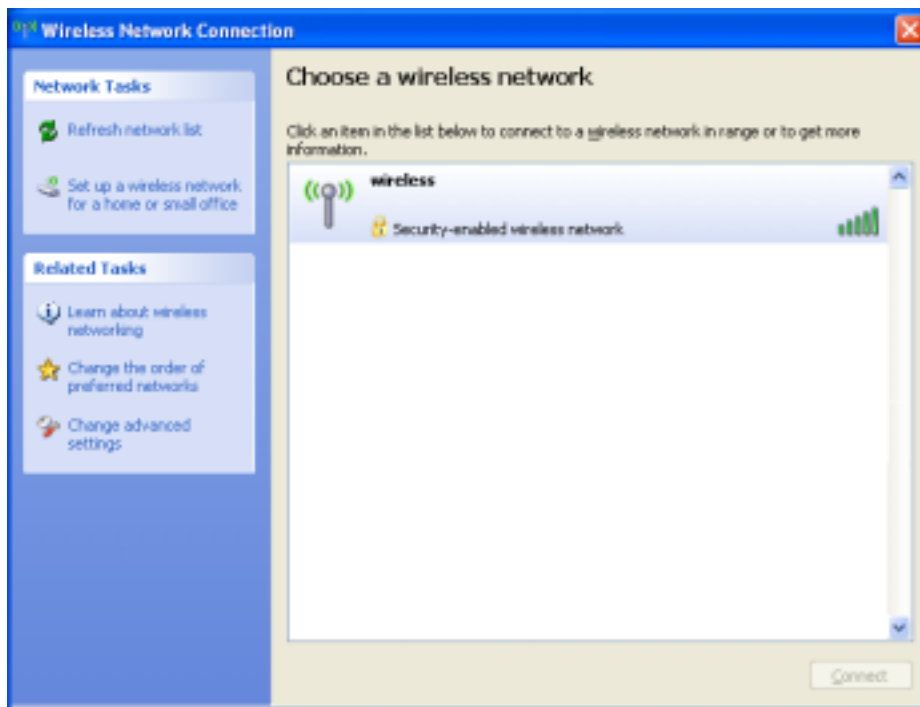 Wireless Network Connection
Network Tasks
Refresh network list
Set up a wireless network
for a home or small office
Related Tasks
Learn about wireless
networking
Change the order of
preferred networks
Change advanced
settings
Choose a wireless network
Click an item in the list below to connect to a wireless network in range or to get more
information.
wireless
Security-enabled wireless network
Connect